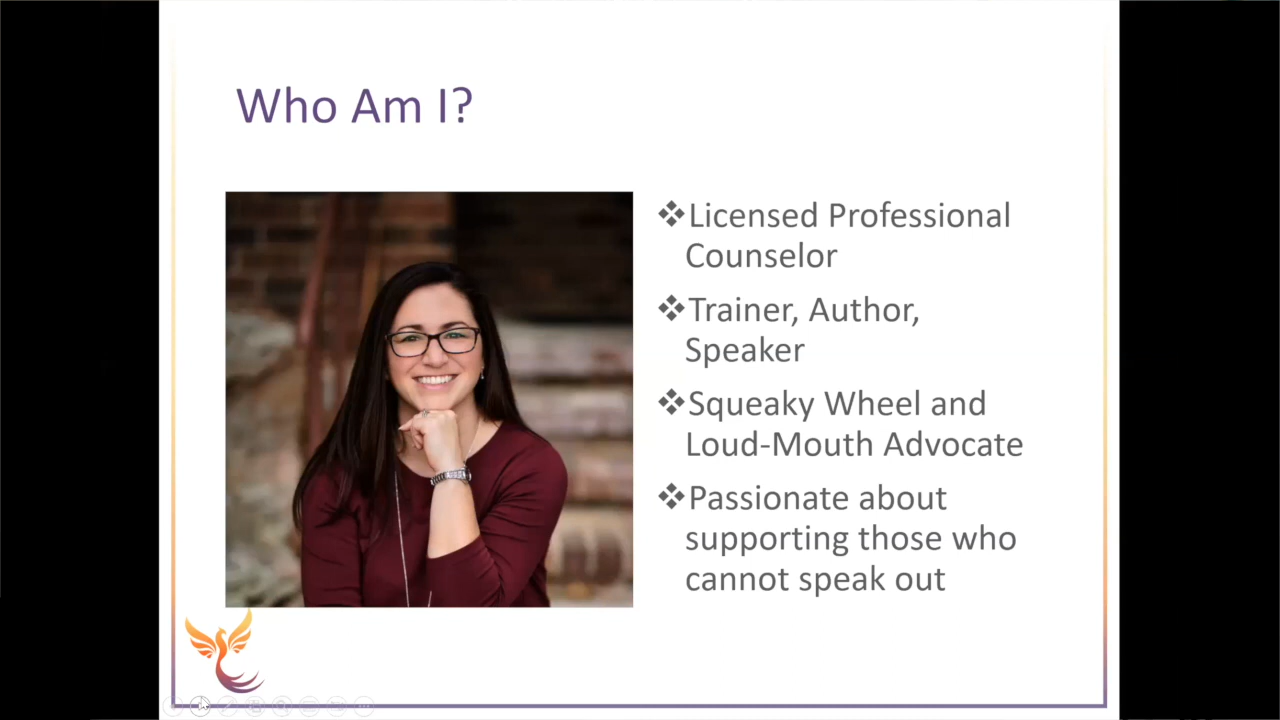 Who Am I?
❖Licensed Professional
Counselor
❖Trainer, Author,
Speaker
❖Squeaky Wheel and
Loud-Mouth Advocate
❖Passionate about
supporting those who
cannot speak out